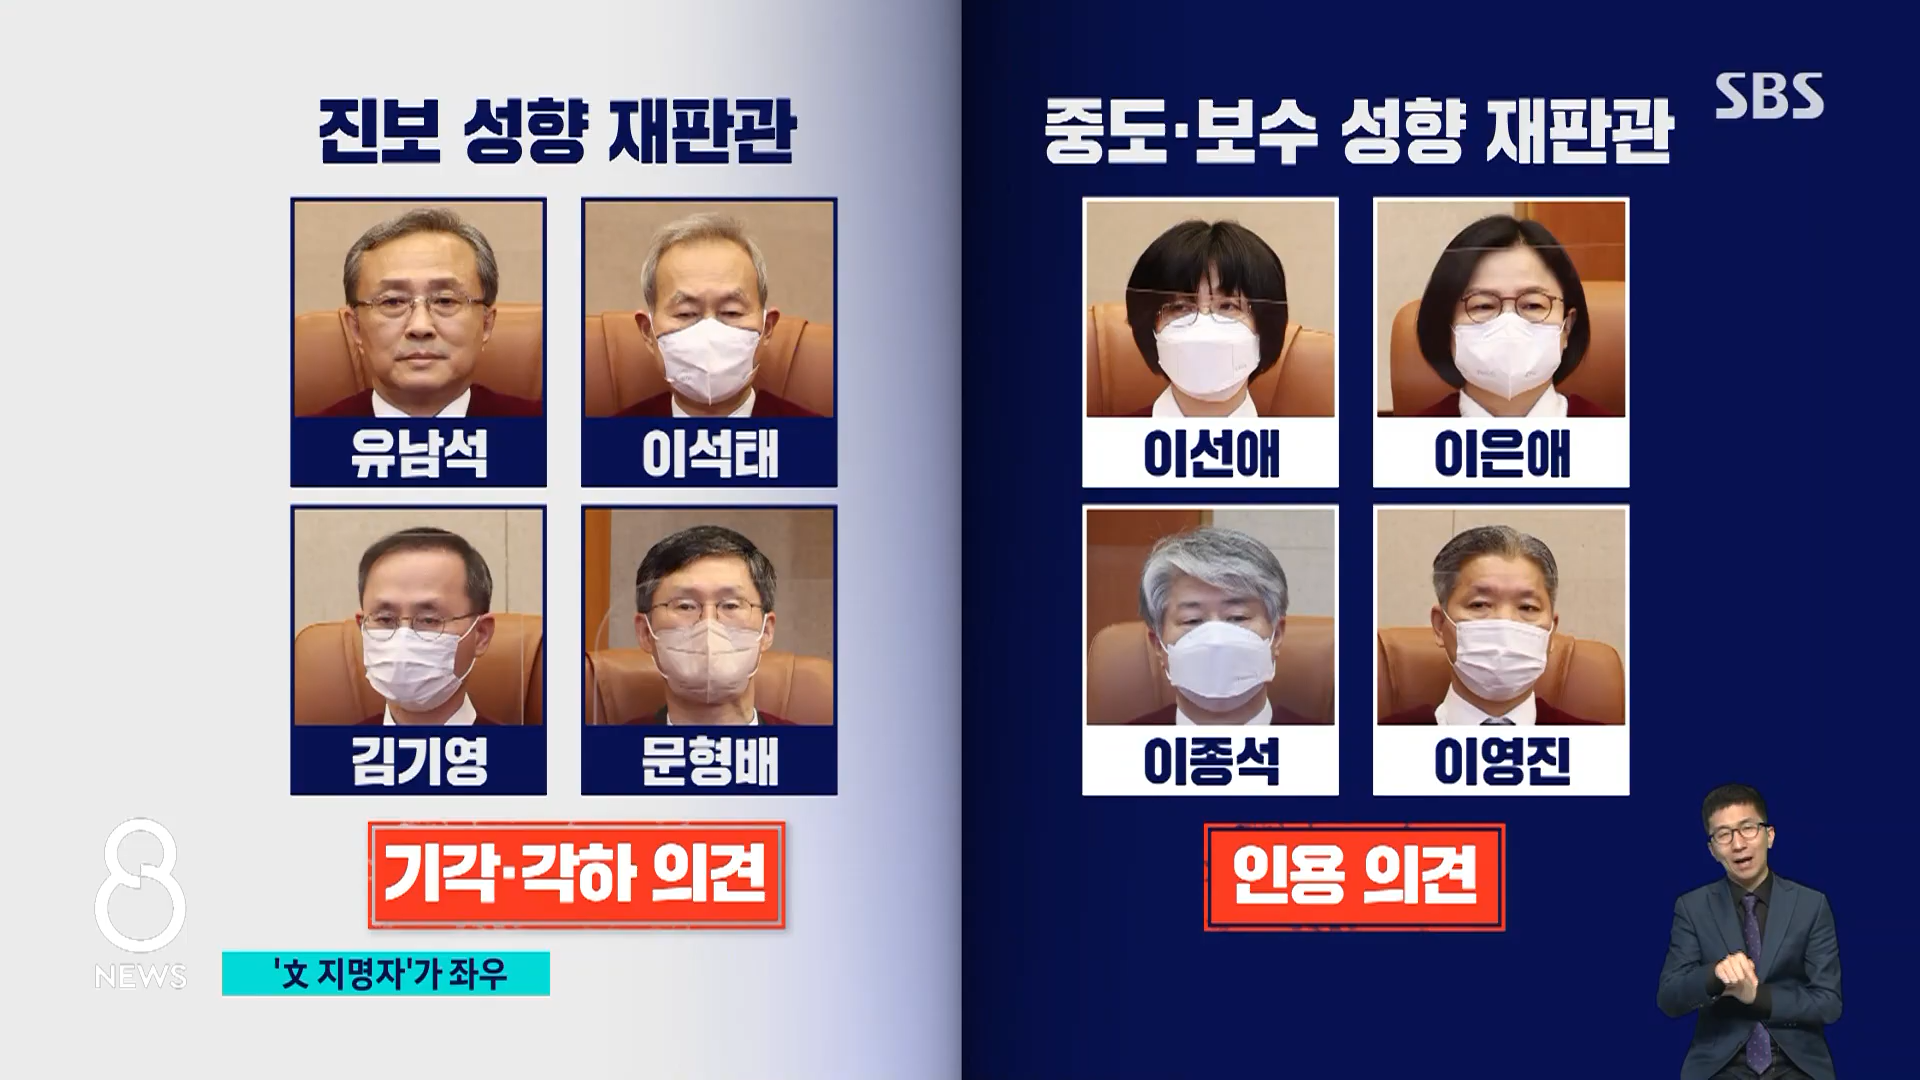 진보 성향 재판관
유남석
이석태
김기영
문형배
기각·각하 의견
중도·보수 성향 재판관
이선애
이은애
이종석
이영진
인용 의견
SBS
8
NEWS
'文 지명자'가 좌우